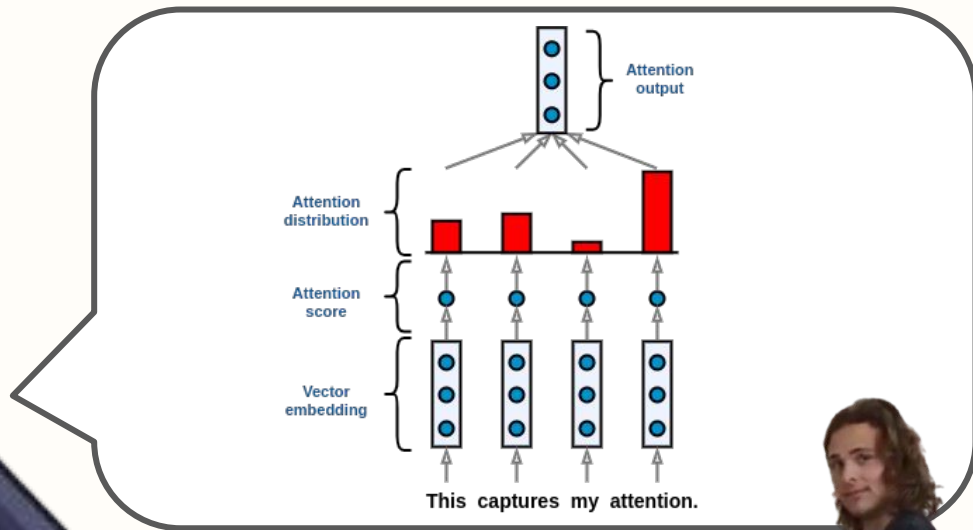 Attention
output
Attention
distribution
Attention
score
Vector
embedding
This captures my attention.